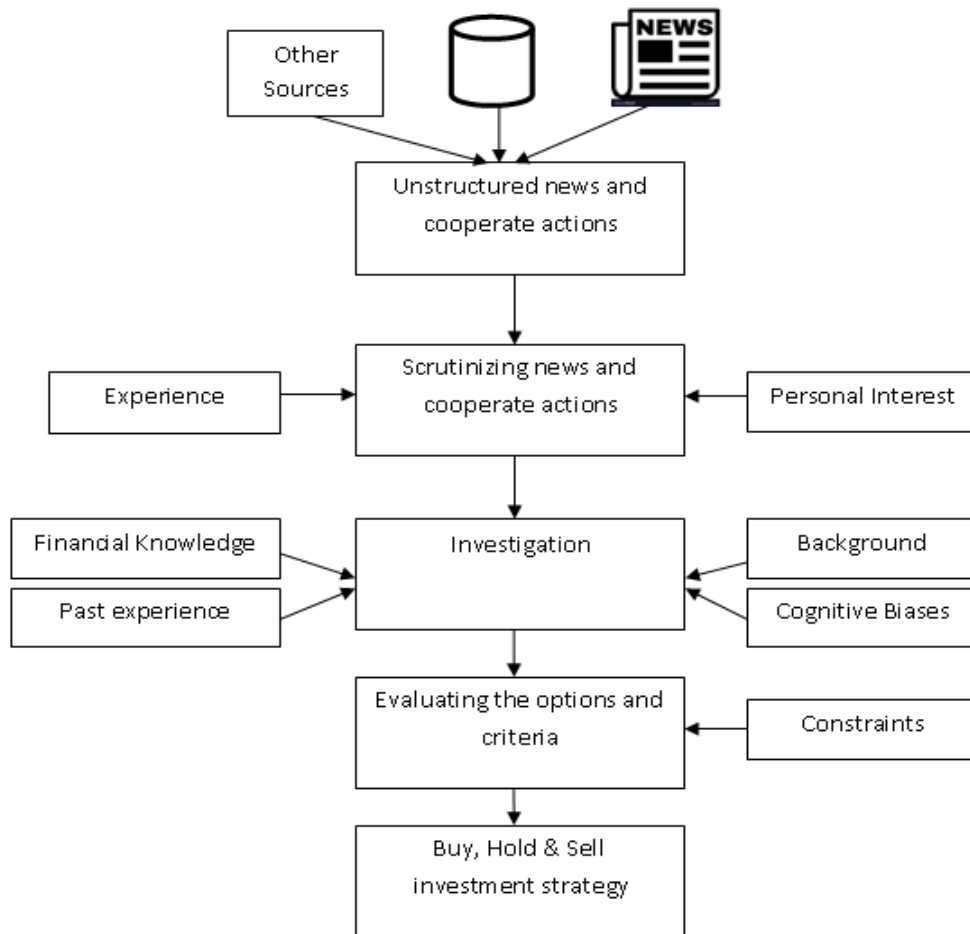 Other
Sources
NEWS
Unstructured news and
cooperate actions
Scrutinizing news and
cooperate actions
Experience
Personal Interest
Financial Knowledge
Investigation
Background
Past experience
Cognitive Biases
Evaluating the options and
criteria
Constraints
Buy, Hold & Sell
investment strategy